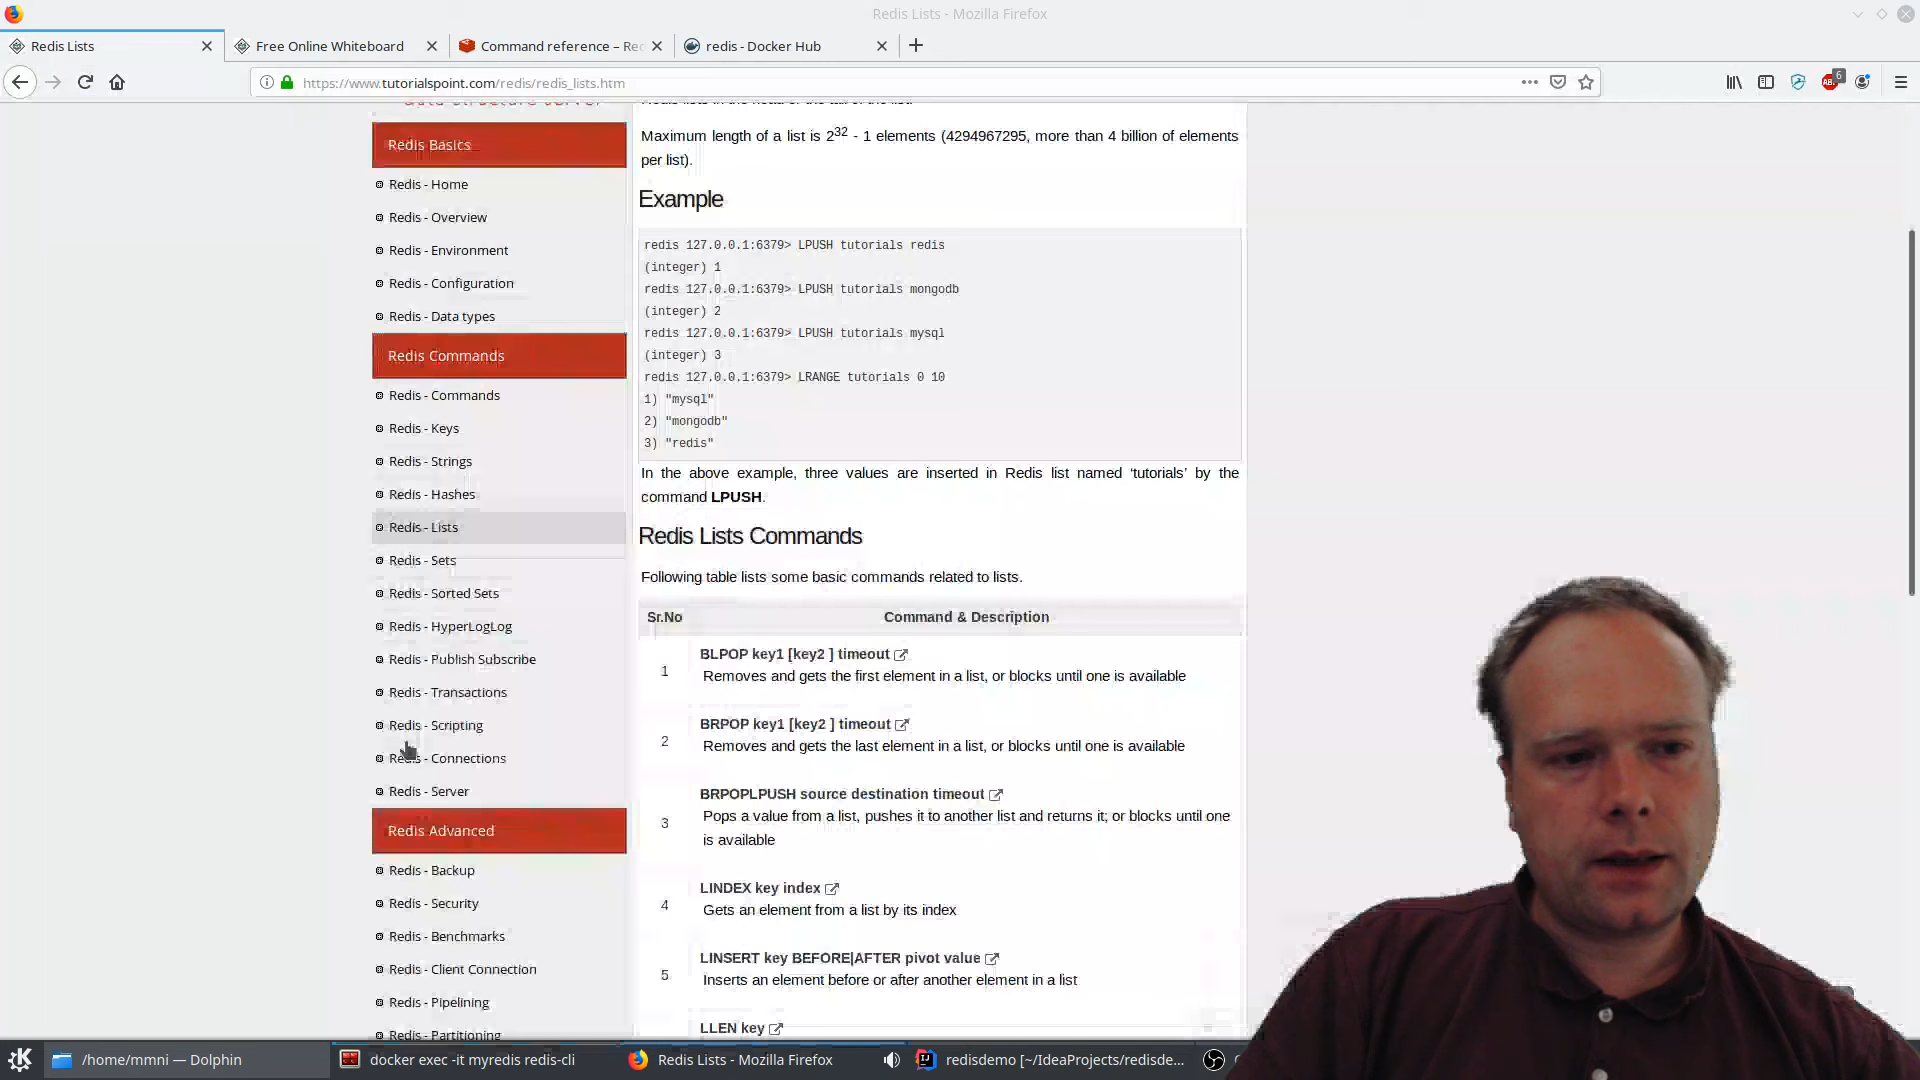 Redis Lists - Mozilla Firefox
Redis Lists
Free Online Whiteboard
Command reference – Re
redis - Docker Hub
https://www.tutorialspoint.com/redis/redis_lists.htm
6
Redis Basics
Redis - Home
Redis - Overview
Redis - Environment
Redis - Configuration
Redis - Data types
Redis Commands
Redis - Commands
Redis - Keys
Redis - Strings
Redis - Hashes
Redis - Lists
Redis - Sets
Redis - Sorted Sets
Redis - HyperLogLog
Redis - Publish Subscribe
Redis - Transactions
Redis - Scripting
Redis - Connections
Redis - Server
Redis Advanced
Redis - Backup
Redis - Security
Redis - Benchmarks
Redis - Client Connection
Redis - Pipelining
Redis - Partitioning
Maximum length of a list is 2^32 - 1 elements (4294967295, more than 4 billion of elements
per list).
Example
redis 127.0.0.1:6379> LPUSH tutorials redis
(integer) 1
redis 127.0.0.1:6379> LPUSH tutorials mongodb
(integer) 2
redis 127.0.0.1:6379> LPUSH tutorials mysql
(integer) 3
redis 127.0.0.1:6379> LRANGE tutorials 0 10
1) "mysql"
2) "mongodb"
3) "redis"
In the above example, three values are inserted in Redis list named ‘tutorials’ by the
command LPUSH.
Redis Lists Commands
Following table lists some basic commands related to lists.
Sr.No Command & Description
1 BLPOP key1 [key2 ] timeout
Removes and gets the first element in a list, or blocks until one is available
2 BRPOP key1 [key2 ] timeout
Removes and gets the last element in a list, or blocks until one is available
3 BRPOPLPUSH source destination timeout
Pops a value from a list, pushes it to another list and returns it; or blocks until one
is available
4 LINDEX key index
Gets an element from a list by its index
5 LINSERT key BEFORE|AFTER pivot value
Inserts an element before or after another element in a list
LLEN key
/home/mmni — Dolphin
docker exec -it myredis redis-cli
Redis Lists - Mozilla Firefox
redisdemo [~/IdeaProjects/redisde...